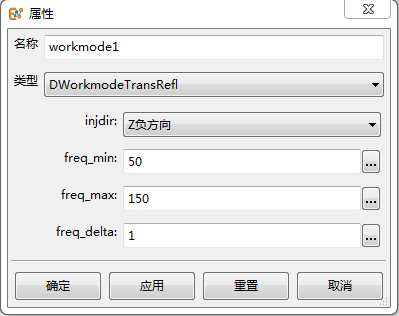 属性
名称 workmode1
类型 DWorkmodeTransRefl
injdir: Z负方向
freq_min: 50 ...
freq_max: 150 ...
freq_delta: 1 ...
确定 应用 重置 取消